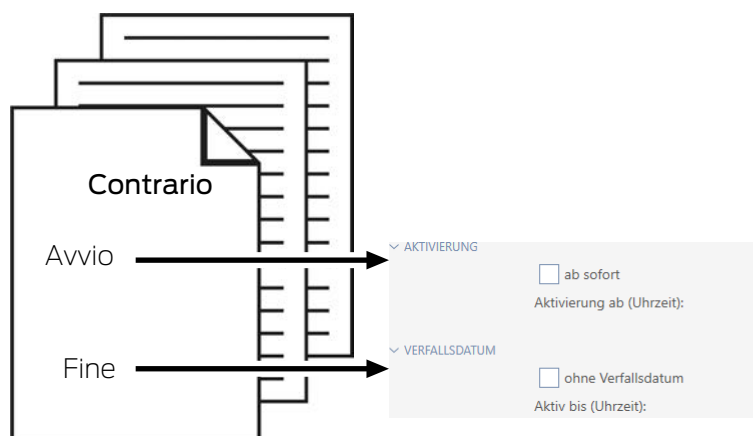 Contrario
Avvio
Fine
AKTIVIERUNG
ab sofort
Aktivierung ab (Uhrzeit):
VERFALLSDATUM
ohne Verfallsdatum
Aktiv bis (Uhrzeit):